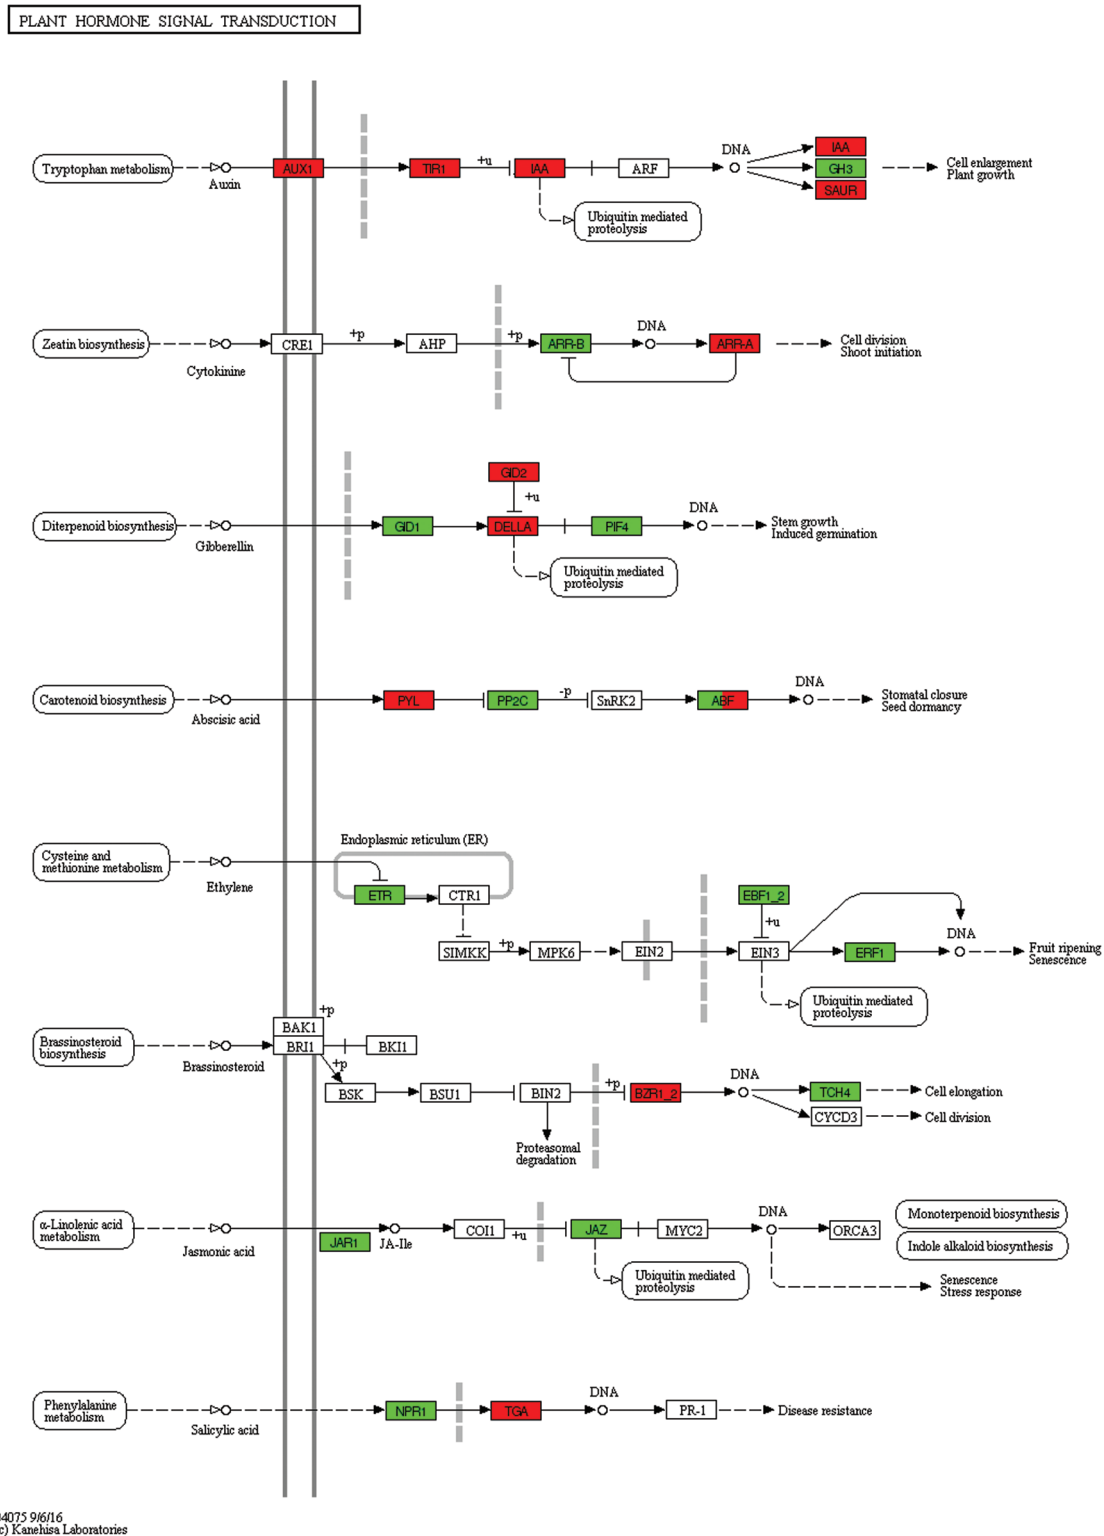 PLANT HORMONE SIGNAL TRANSDUCTION
Tryptophan metabolism
Auxin
AUX1
TIR1
+u
IAA
ARF
DNA
IAA
GH3
SAUR
Cell enlargement
Plant growth
Ubiquitin mediated
proteolysis
Zeatin biosynthesis
Cytokinine
CRE1
+p
AHP
+p
ARR-B
DNA
ARR-A
Cell division
Shoot initiation
GID2
+u
Diterpenoid biosynthesis
Gibberellin
GID1
DELLA
PIF4
DNA
Stem growth
Induced germination
Ubiquitin mediated
proteolysis
Carotenoid biosynthesis
Abscisic acid
PYL
PP2C
-p
SnRK2
ABF
DNA
Stomatal closure
Seed dormancy
Endoplasmic reticulum (ER)
Cysteine and
methionine metabolism
Ethylene
ETR
CTR1
SIMKK
+p
MPK6
EIN2
EBF1_2
+u
EIN3
ERF1
DNA
Fruit ripening
Senescence
Ubiquitin mediated
proteolysis
Brassinosteroid
biosynthesis
Brassinosteroid
+p
BAK1
BRI1
BKI1
+p
BSK
BSU1
BIN2
+p
BZR1_2
DNA
TCH4
Cell elongation
CYCD3
Cell division
Proteasomal
degradation
α-Linolenic acid
metabolism
Jasmonic acid
JAR1
JA-Ile
COI1
+u
JAZ
MYC2
DNA
ORCA3
Monoterpenoid biosynthesis
Indole alkaloid biosynthesis
Ubiquitin mediated
proteolysis
Senescence
Stress response
Phenylalanine
metabolism
Salicylic acid
NPR1
TGA
DNA
PR-1
Disease resistance
4075 9/6/16
c) Kanehisa Laboratories